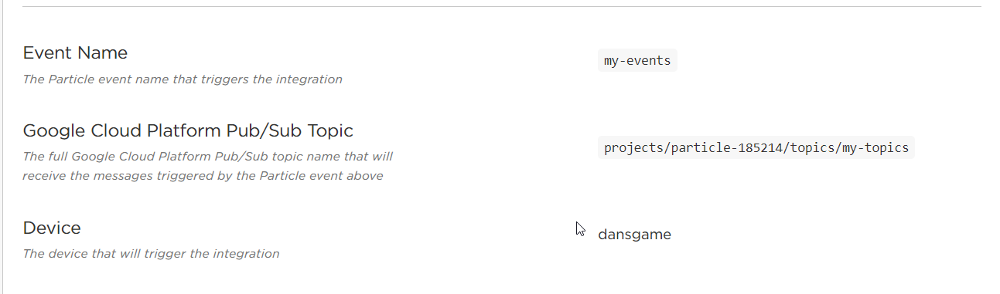 Event Name
my-events
The Particle event name that triggers the integration
Google Cloud Platform Pub/Sub Topic
projects/particle-185214/topics/my-topics
The full Google Cloud Platform Pub/Sub topic name that will
receive the messages triggered by the Particle event above
Device
dansgame
The device that will trigger the integration